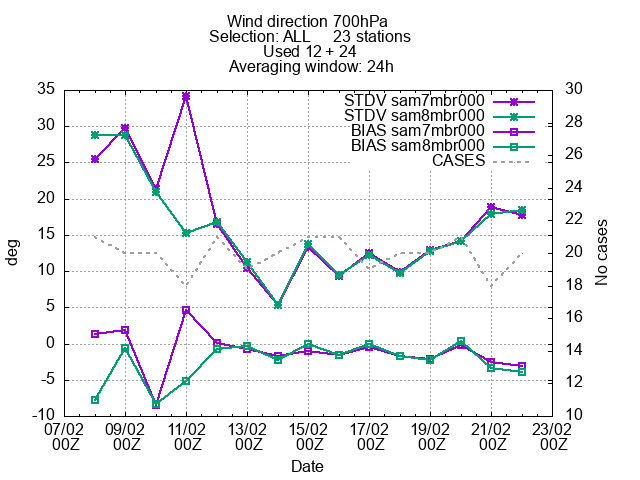 Wind direction 700hPa
Selection: ALL 23 stations
Used 12 + 24
Averaging window: 24h
STDV sam7mbr000
STDV sam8mbr000
BIAS sam7mbr000
BIAS sam8mbr000
CASES
35
30
25
20
15
10
5
0
-5
-10
deg
30
28
26
24
22
20
18
16
14
12
10
No cases
07/02 09/02 11/02 13/02 15/02 17/02 19/02 21/02 23/02
00Z 00Z 00Z 00Z 00Z 00Z 00Z 00Z 00Z
Date